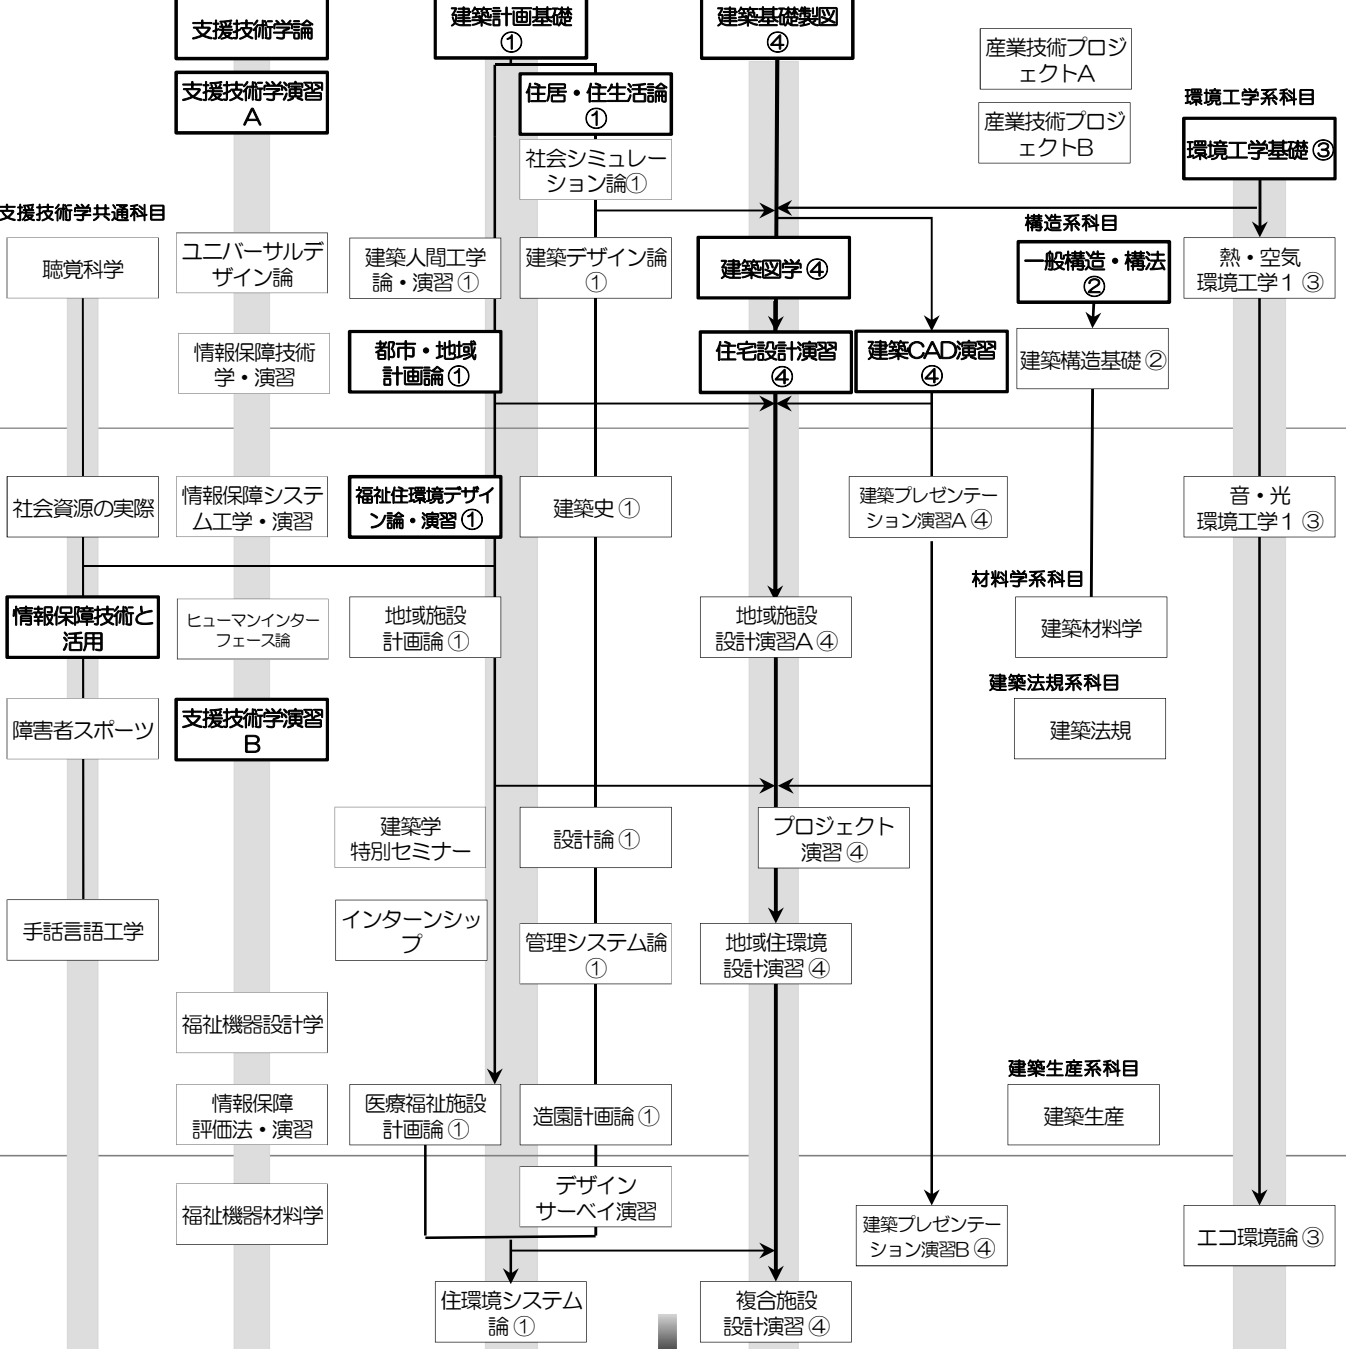 支援技術学論
建築計画基礎
①
建築基礎製図
④
産業技術プロジ
ェクトA
支援技術学演習
A
住居・住生活論
①
環境工学系科目
産業技術プロジ
ェクトB
環境工学基礎③
社会シミュレー
ション論①
支援技術学共通科目
構造系科目
聴覚科学
ユニバーサルデ
ザイン論
建築人間工学
論・演習①
建築デザイン論
①
建築図学④
一般構造・構法
②
熱・空気
環境工学1③
情報保障技術
学・演習
都市・地域
計画論①
住宅設計演習
④
建築CAD演習
④
建築構造基礎②
社会資源の実際
情報保障システ
ム工学・演習
福祉住環境デザイ
ン論・演習①
建築史①
建築プレゼンテー
ション演習A④
音・光
環境工学1③
材料学系科目
情報保障技術と
活用
ヒューマンインター
フェース論
地域施設
計画論①
地域施設
設計演習A④
建築材料学
建築法規系科目
障害者スポーツ
支援技術学演習
B
建築法規
建築学
特別セミナー
設計論①
プロジェクト
演習④
手話言語工学
インターンシッ
プ
管理システム論
①
地域住環境
設計演習④
福祉機器設計学
建築生産系科目
情報保障
評価法・演習
医療福祉施設
計画論①
造園計画論①
建築生産
福祉機器材料学
デザイン
サーベイ演習
建築プレゼンテー
ション演習B④
エコ環境論③
住環境システム
論①
複合施設
設計演習④